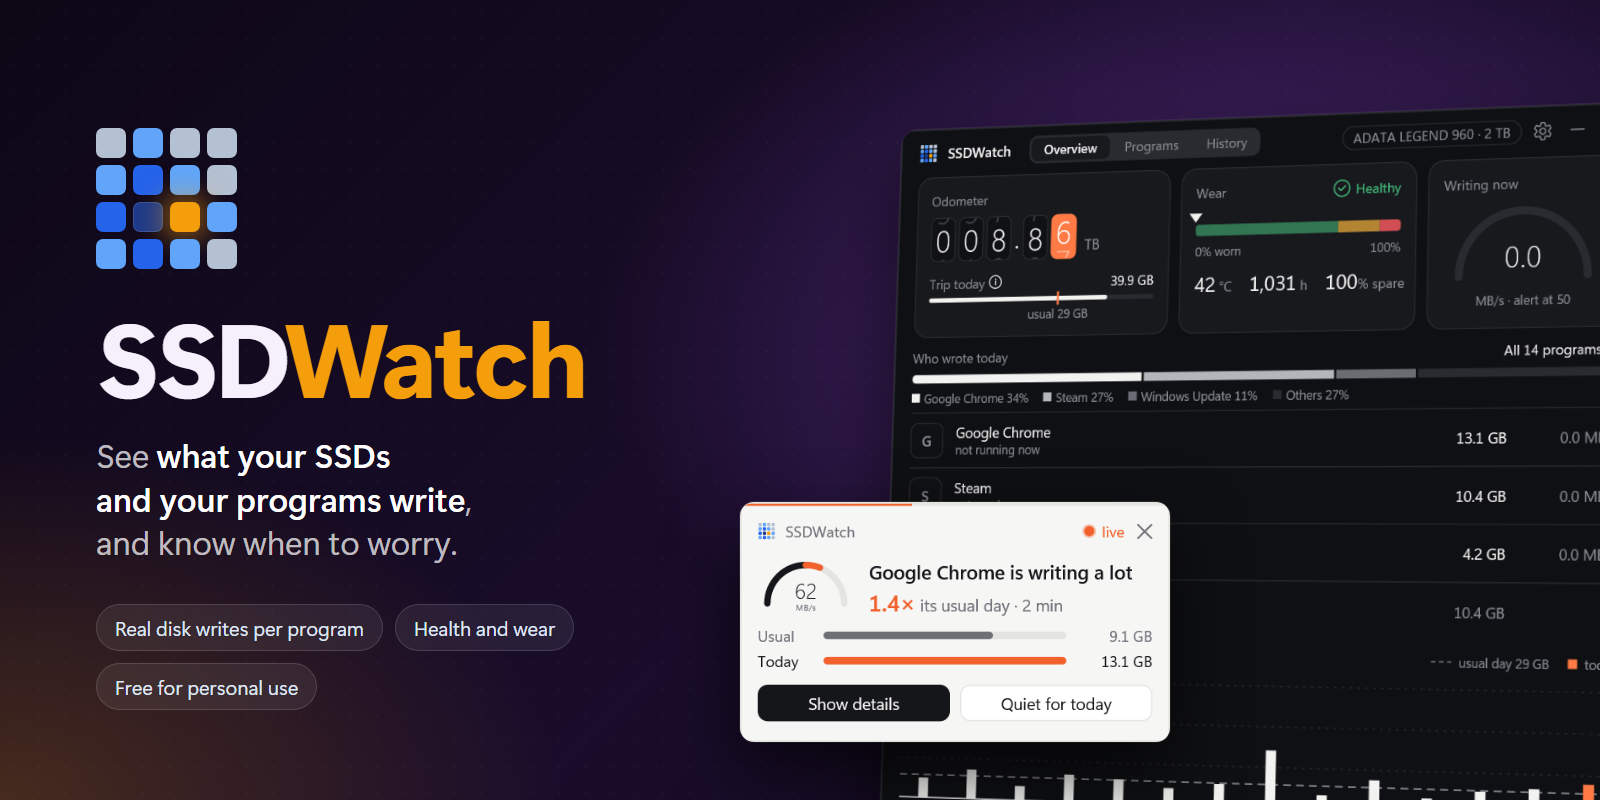 SSDWatch
See what your SSDs
and your programs write,
and know when to worry.
Real disk writes per program
Health and wear
Free for personal use
SSDWatch
Overview
Programs
History
ADATA LEGEND 960 · 2 TB
Odometer
008.86 TB
Trip today
39.9 GB
usual 29 GB
Wear
Healthy
0% worn
100%
42 °C
1,031 h
100% spare
Writing now
0.0
MB/s · alert at 50
Who wrote today
All 14 programs
Google Chrome 34%
Steam 27%
Windows Update 11%
Others 27%
G
Google Chrome
not running now
13.1 GB
0.0 M
S
Steam
10.4 GB
0.0 M
4.2 GB
0.0 M
10.4 GB
usual day 29 GB
SSDWatch
live
62
MB/s
Google Chrome is writing a lot
1.4× its usual day · 2 min
Usual
9.1 GB
Today
13.1 GB
Show details
Quiet for today